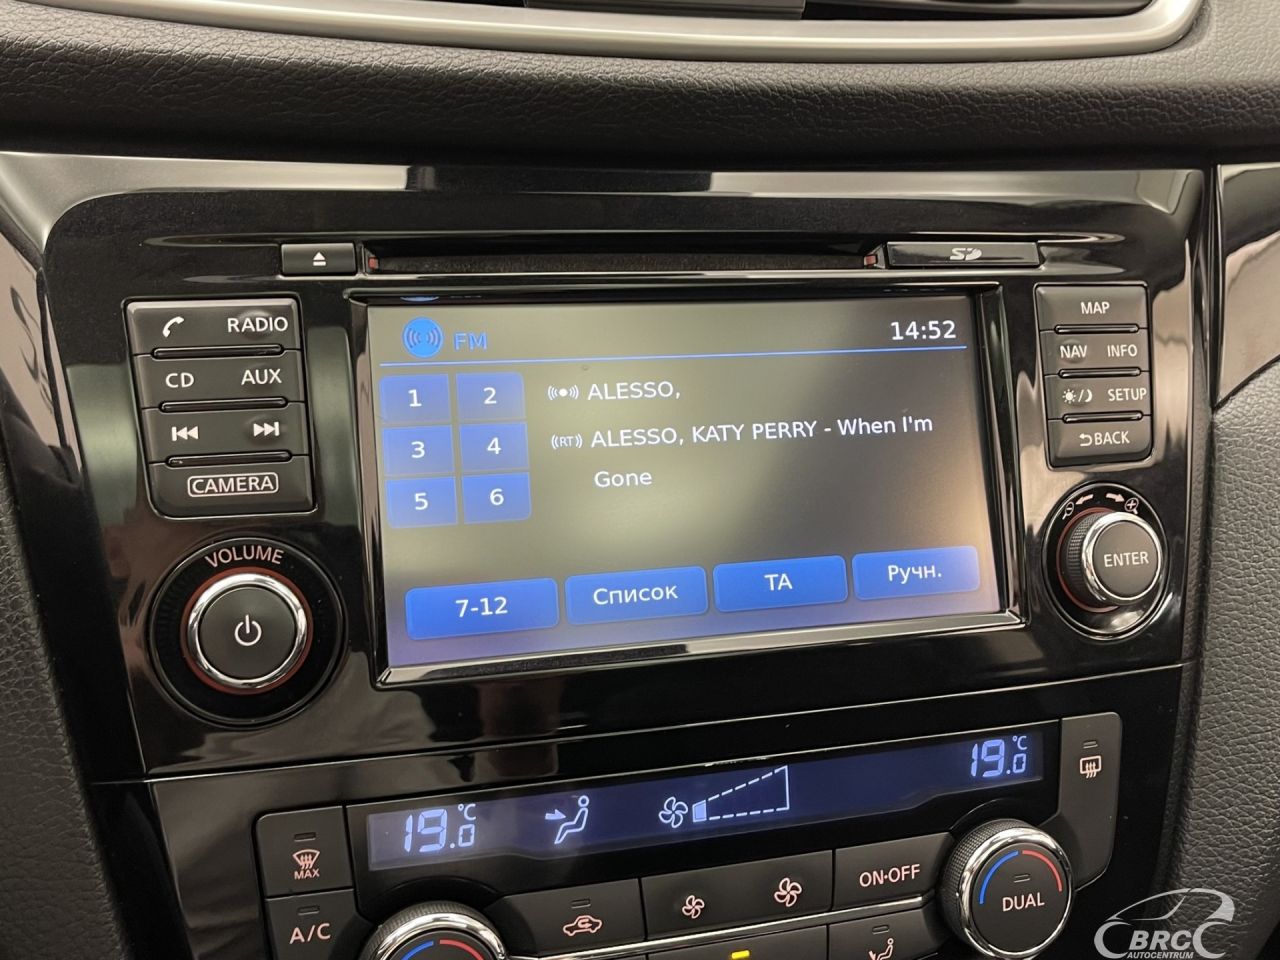 SD
RADIO
CD AUX
CAMERA
VOLUME
FM
14:52
1 2
3 4
5 6
ALESSO,
(RT) ALESSO, KATY PERRY - When I'm
Gone
7-12 Список TA Ручн.
MAP
NAV INFO
SETUP
BACK
ENTER
19.0 °C
19.0 °C
MAX
A/C
ON·OFF
DUAL
BRC
AUTOCENTRUM